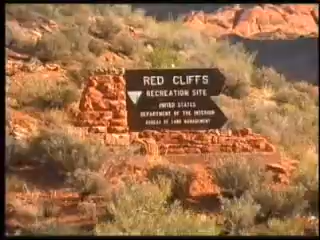 RED CLIFFS
RECREATION SITE
UNITED STATES
DEPARTMENT OF THE INTERIOR
BUREAU OF LAND MANAGEMENT